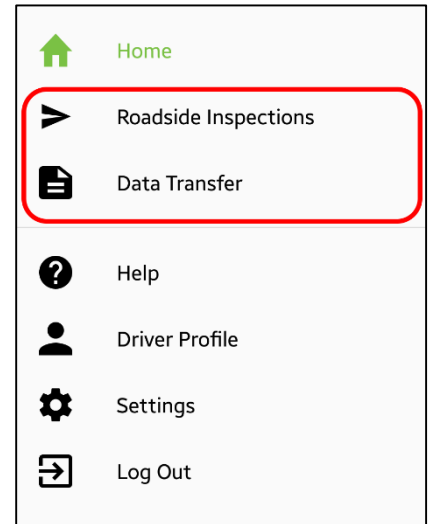 Home
Roadside Inspections
Data Transfer
Help
Driver Profile
Settings
Log Out